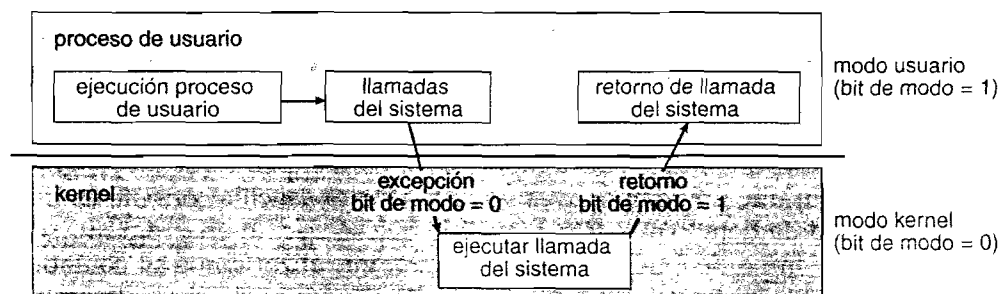 proceso de usuario
ejecución proceso
de usuario
llamadas
del sistema
retorno de llamada
del sistema
modo usuario
(bit de modo = 1)
kernel
excepción
bit de modo = 0
retorno
bit de modo = 1
ejecutar llamada
del sistema
modo kernel
(bit de modo = 0)